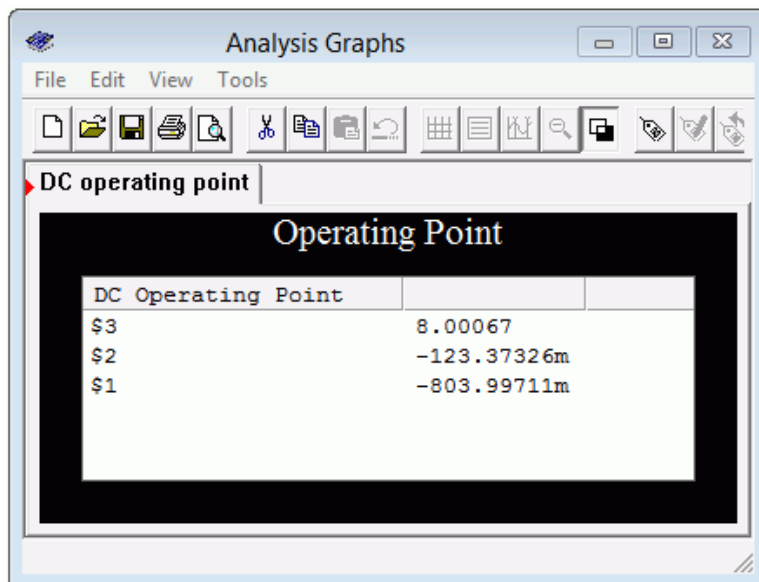 Analysis Graphs
File Edit View Tools
DC operating point
Operating Point
DC Operating Point
$3 8.00067
$2 -123.37326m
$1 -803.99711m